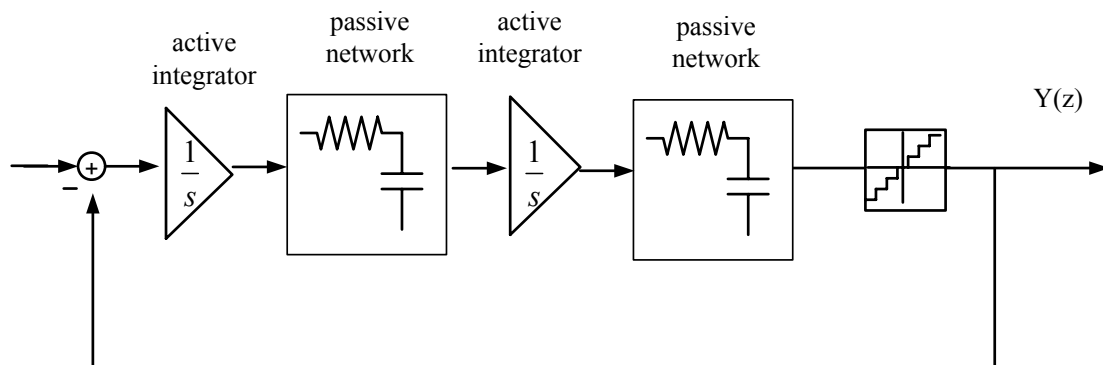 active
integrator
passive
network
active
integrator
passive
network
Y(z)
+
−
1
s
1
s